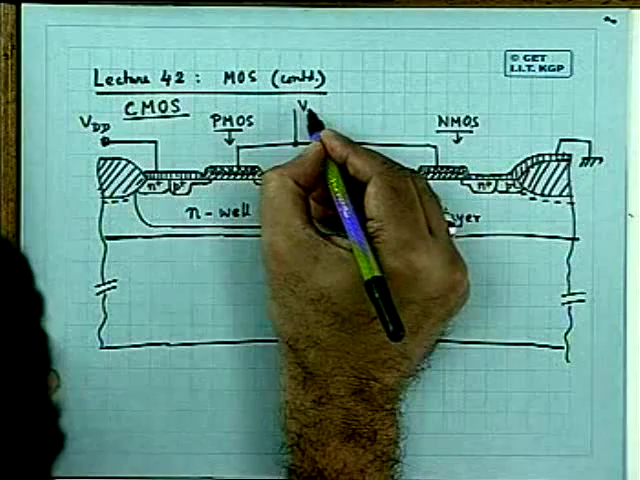 © CET
I.I.T. KGP
Lecture 42 : MOS (contd.)
CMOS
V
VDD
PMOS
NMOS
n+ p+
n+ p
n-well